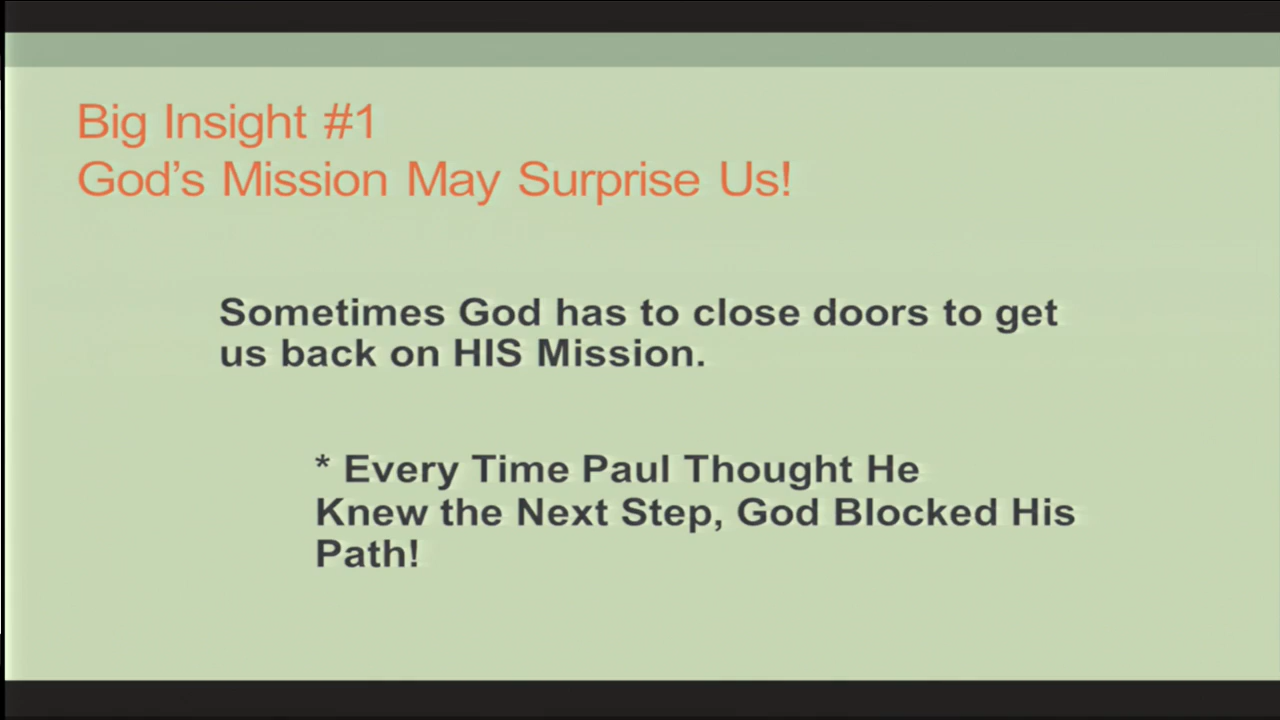 Big Insight #1
God’s Mission May Surprise Us!
Sometimes God has to close doors to get
us back on HIS Mission.
* Every Time Paul Thought He
Knew the Next Step, God Blocked His
Path!